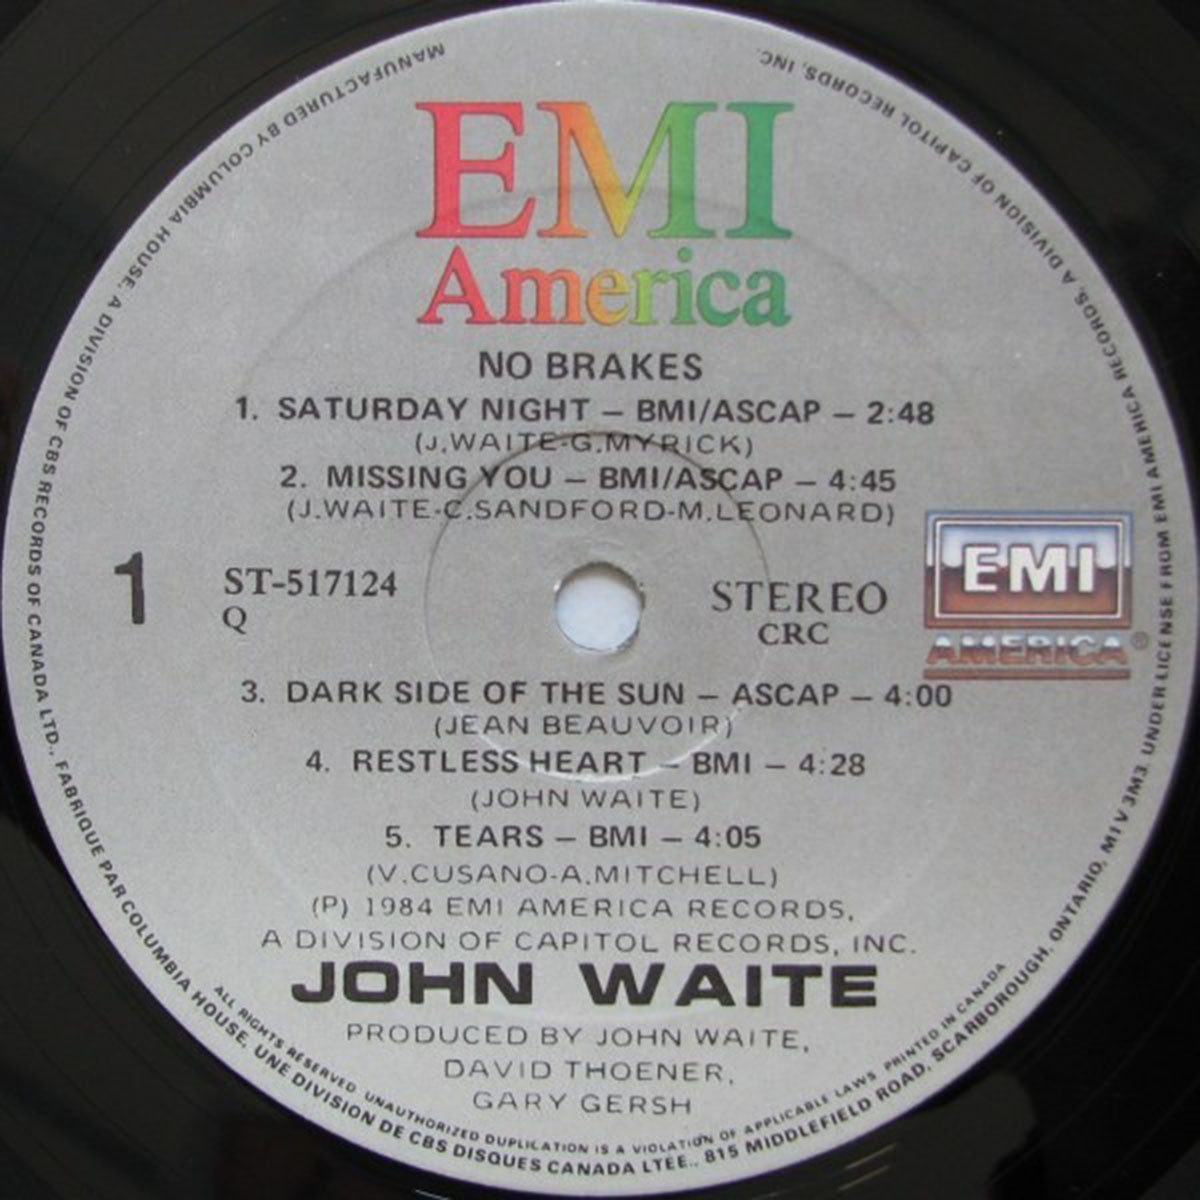 EMI
America
NO BRAKES
1. SATURDAY NIGHT – BMI/ASCAP – 2:48
(J.WAITE-G.MYRICK)
2. MISSING YOU – BMI/ASCAP – 4:45
(J.WAITE-C.SANDFORD-M.LEONARD)
1
ST-517124
Q
STEREO
CRC
EMI
AMERICA®
3. DARK SIDE OF THE SUN – ASCAP – 4:00
(JEAN BEAUVOIR)
4. RESTLESS HEART – BMI – 4:28
(JOHN WAITE)
5. TEARS – BMI – 4:05
(V.CUSANO-A.MITCHELL)
(P) 1984 EMI AMERICA RECORDS,
A DIVISION OF CAPITOL RECORDS, INC.
JOHN WAITE
PRODUCED BY JOHN WAITE,
DAVID THOENER,
GARY GERSH
MANUFACTURED BY COLUMBIA HOUSE, A DIVISION OF CBS RECORDS OF CANADA LTD., FABRIQUE PAR COLUMBIA HOUSE, UNE DIVISION DE CBS DISQUES CANADA LTEE., 815 MIDDLEFIELD ROAD, SCARBOROUGH, ONTARIO, M1V 3M3. UNDER LICENSE FROM EMI AMERICA RECORDS, A DIVISION OF CAPITOL RECORDS, INC.
ALL RIGHTS RESERVED UNAUTHORIZED DUPLICATION IS A VIOLATION OF APPLICABLE LAWS PRINTED IN CANADA